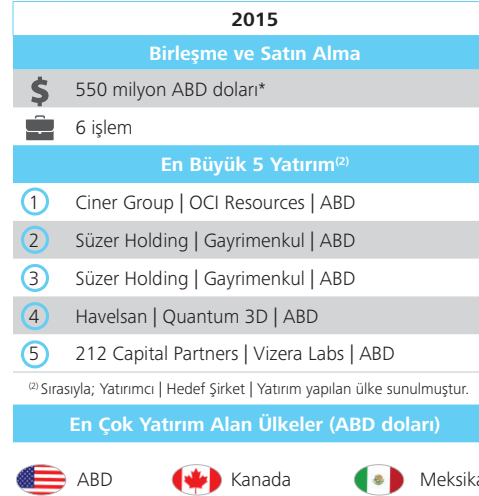 2015
Birleşme ve Satın Alma
$ 550 milyon ABD doları*
6 işlem
En Büyük 5 Yatırım(2)
1 Ciner Group | OCI Resources | ABD
2 Süzer Holding | Gayrimenkul | ABD
3 Süzer Holding | Gayrimenkul | ABD
4 Havelsan | Quantum 3D | ABD
5 212 Capital Partners | Vizera Labs | ABD
(2) Sırasıyla; Yatırımcı | Hedef Şirket | Yatırım yapılan ülke sunulmuştur.
En Çok Yatırım Alan Ülkeler (ABD doları)
ABD Kanada Meksika